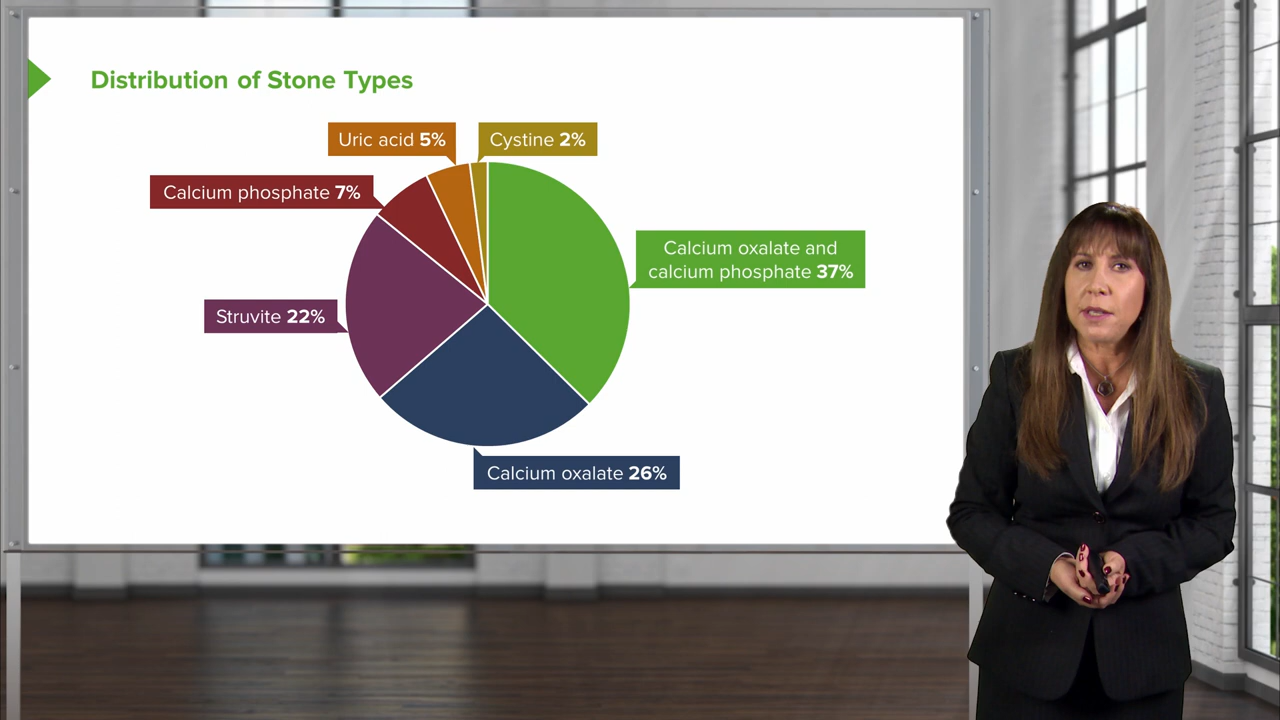 Distribution of Stone Types
Uric acid 5%
Cystine 2%
Calcium phosphate 7%
Calcium oxalate and
calcium phosphate 37%
Struvite 22%
Calcium oxalate 26%